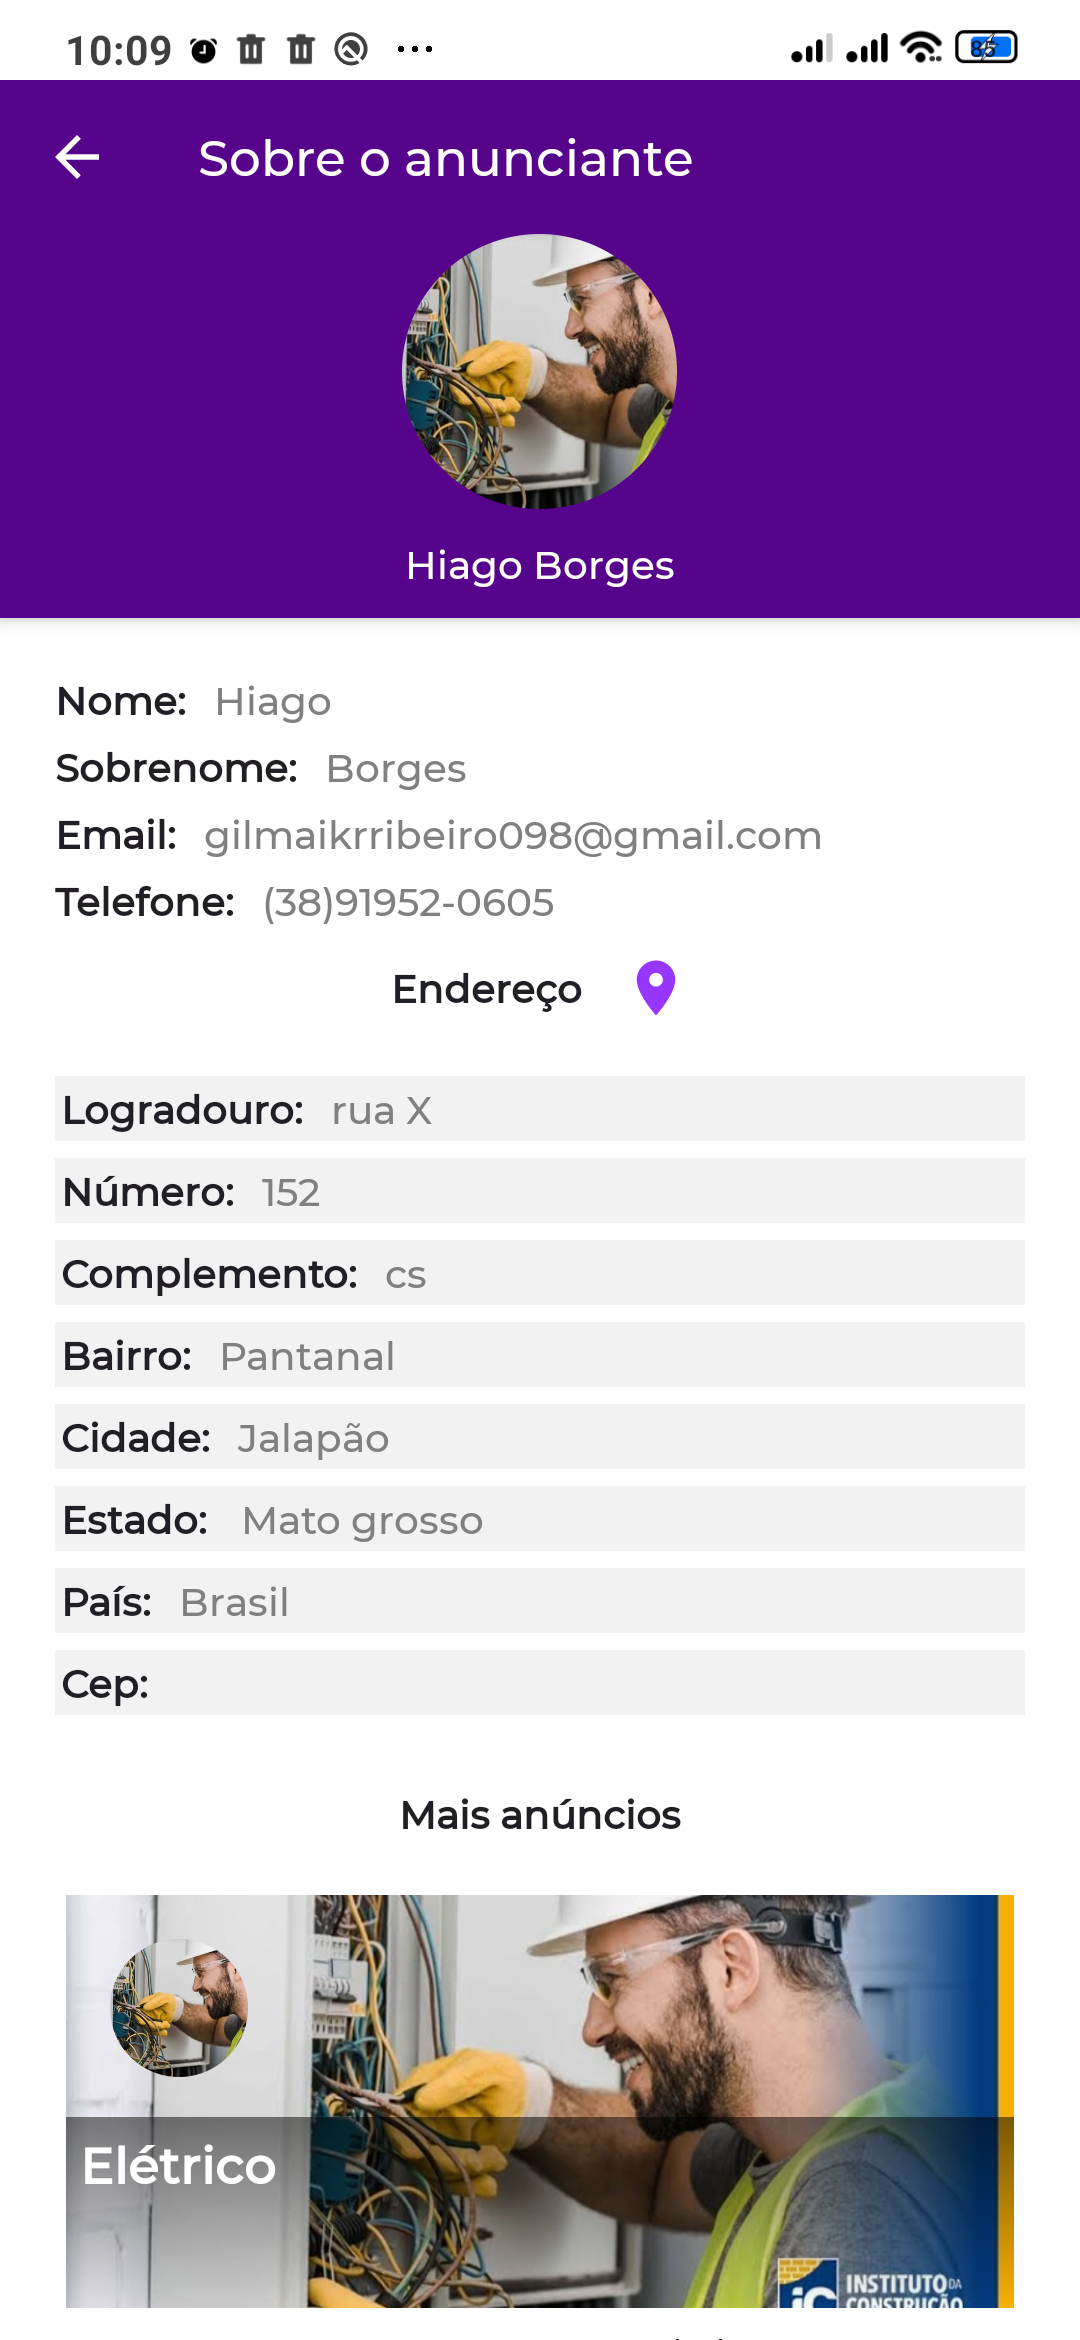 10:09
85
Sobre o anunciante
Hiago Borges
Nome: Hiago
Sobrenome: Borges
Email: gilmaikrribeiro098@gmail.com
Telefone: (38)91952-0605
Endereço
Logradouro: rua X
Número: 152
Complemento: cs
Bairro: Pantanal
Cidade: Jalapão
Estado: Mato grosso
País: Brasil
Cep:
Mais anúncios
Elétrico
iC INSTITUTO DA
CONSTRUÇÃO